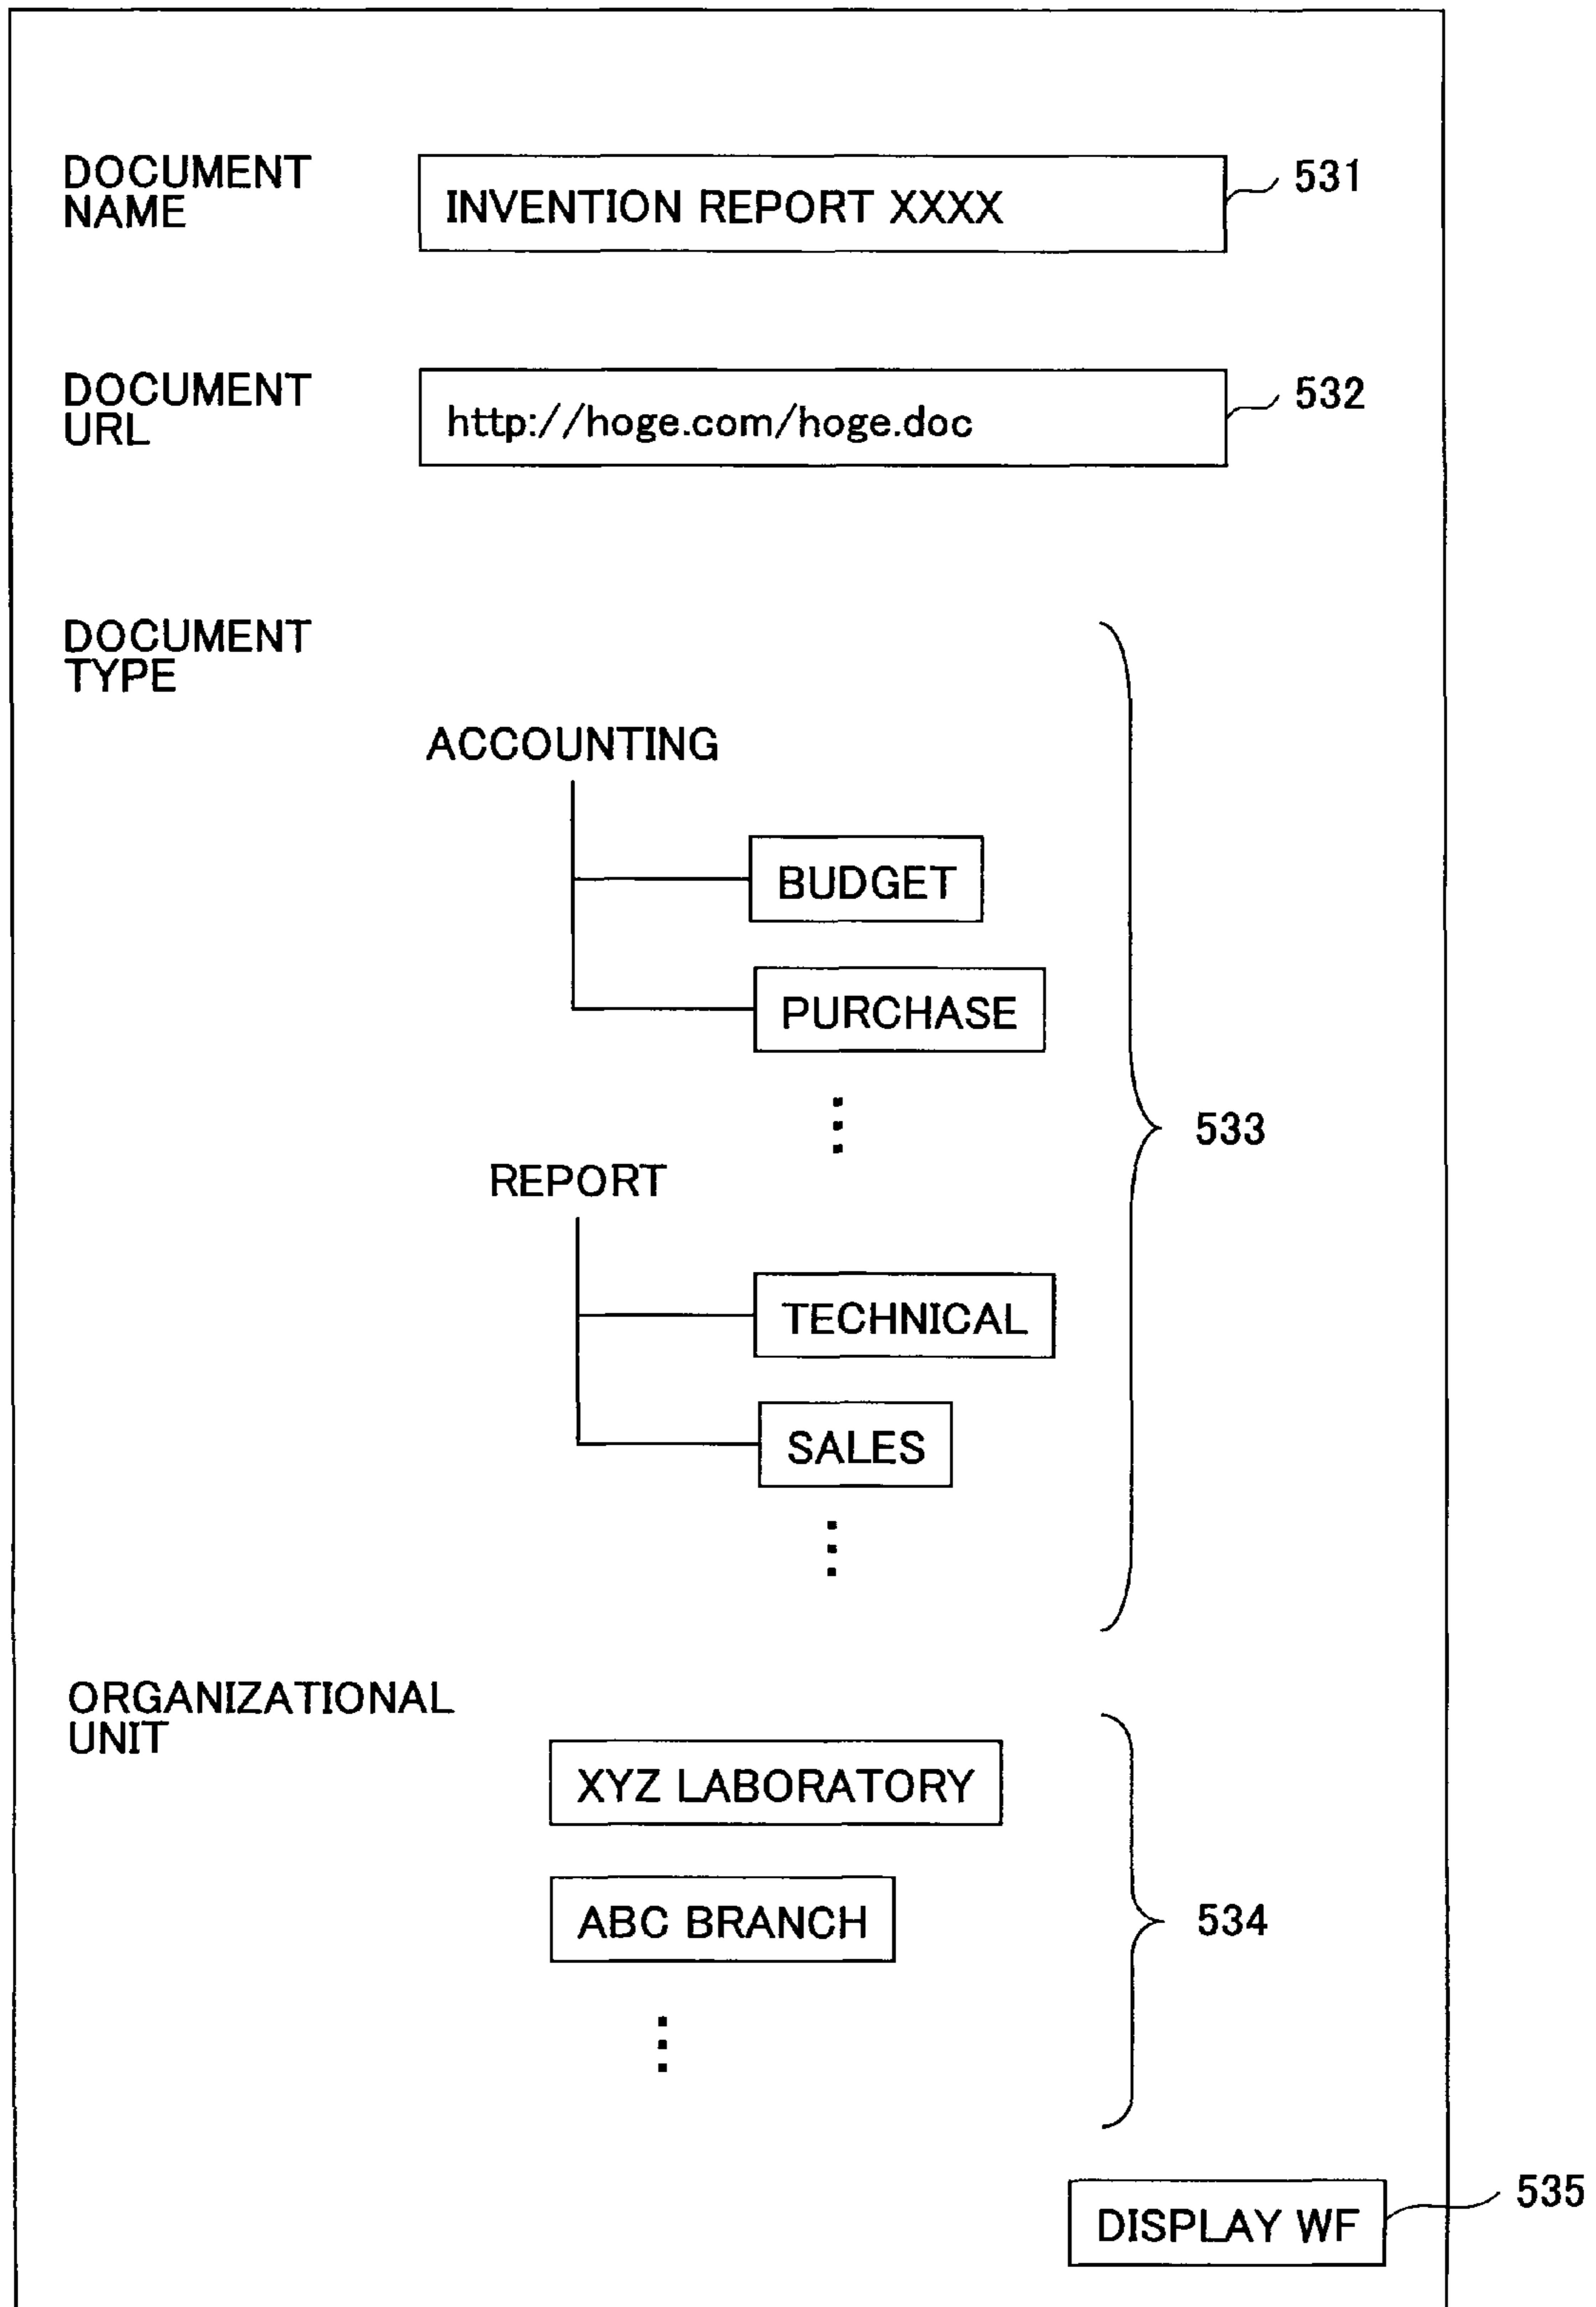 DOCUMENT
NAME
INVENTION REPORT XXXX
531
DOCUMENT
URL
http://hoge.com/hoge.doc
532
DOCUMENT
TYPE
ACCOUNTING
BUDGET
PURCHASE
533
REPORT
TECHNICAL
SALES
ORGANIZATIONAL
UNIT
XYZ LABORATORY
ABC BRANCH
534
DISPLAY WF
535